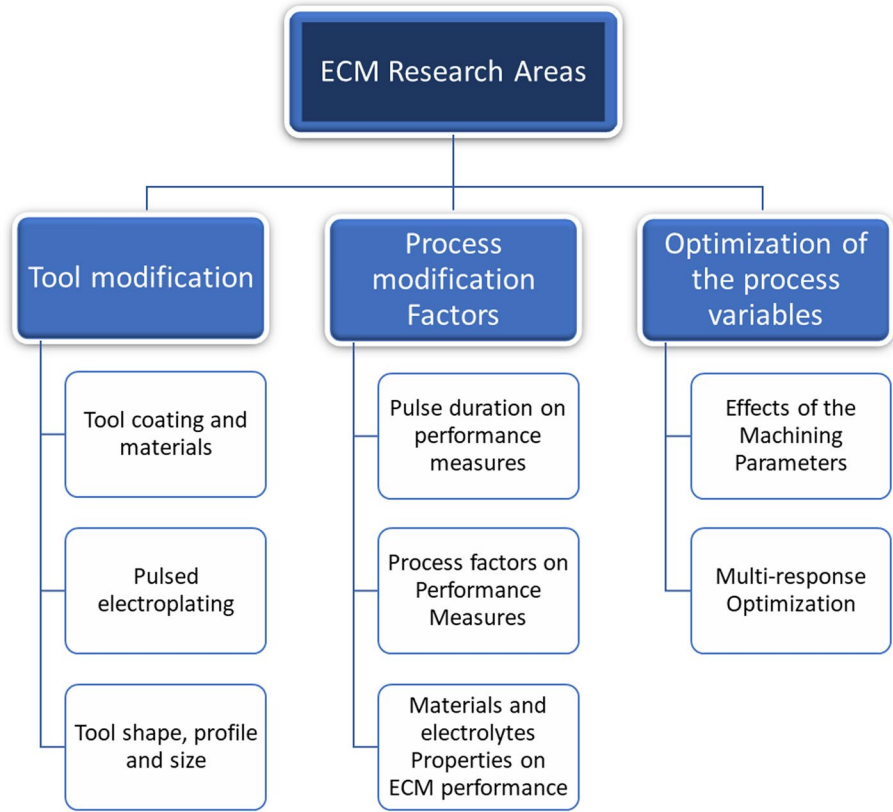 ECM Research Areas
Tool modification
Tool coating and
materials
Pulsed
electroplating
Tool shape, profile
and size
Process
modification
Factors
Pulse duration on
performance
measures
Process factors on
Performance
Measures
Materials and
electrolytes
Properties on
ECM performance
Optimization of
the process
variables
Effects of the
Machining
Parameters
Multi-response
Optimization